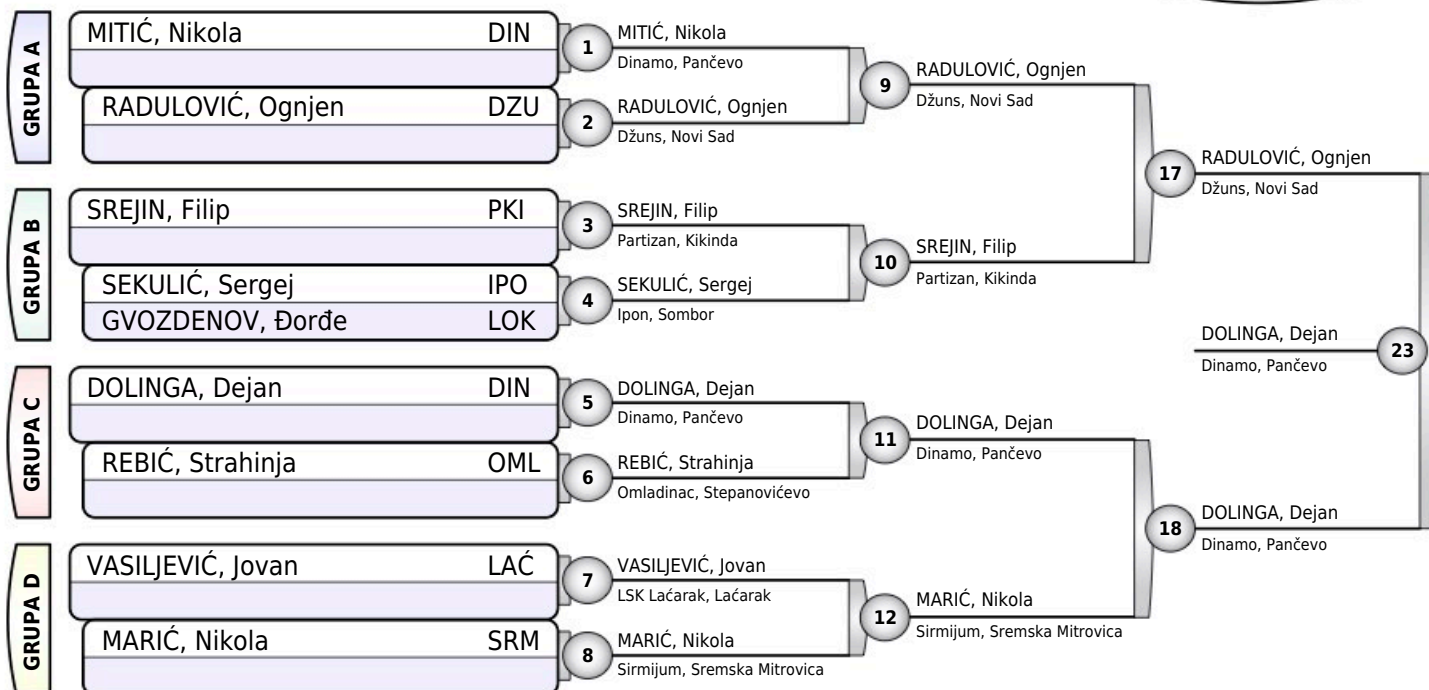 GRUPA A
MITIĆ, Nikola DIN
RADULOVIĆ, Ognjen DZU
GRUPA B
SREJIN, Filip PKI
SEKULIĆ, Sergej IPO
GVOZDENOV, Đorđe LOK
GRUPA C
DOLINGA, Dejan DIN
REBIĆ, Strahinja OML
GRUPA D
VASILJEVIĆ, Jovan LAĆ
MARIĆ, Nikola SRM
1 MITIĆ, Nikola
Dinamo, Pančevo
2 RADULOVIĆ, Ognjen
Džuns, Novi Sad
3 SREJIN, Filip
Partizan, Kikinda
4 SEKULIĆ, Sergej
Ipon, Sombor
5 DOLINGA, Dejan
Dinamo, Pančevo
6 REBIĆ, Strahinja
Omladinac, Stepanovićevo
7 VASILJEVIĆ, Jovan
LSK Laćarak, Laćarak
8 MARIĆ, Nikola
Sirmijum, Sremska Mitrovica
9 RADULOVIĆ, Ognjen
Džuns, Novi Sad
10 SREJIN, Filip
Partizan, Kikinda
11 DOLINGA, Dejan
Dinamo, Pančevo
12 MARIĆ, Nikola
Sirmijum, Sremska Mitrovica
17 RADULOVIĆ, Ognjen
Džuns, Novi Sad
18 DOLINGA, Dejan
Dinamo, Pančevo
DOLINGA, Dejan
Dinamo, Pančevo
23